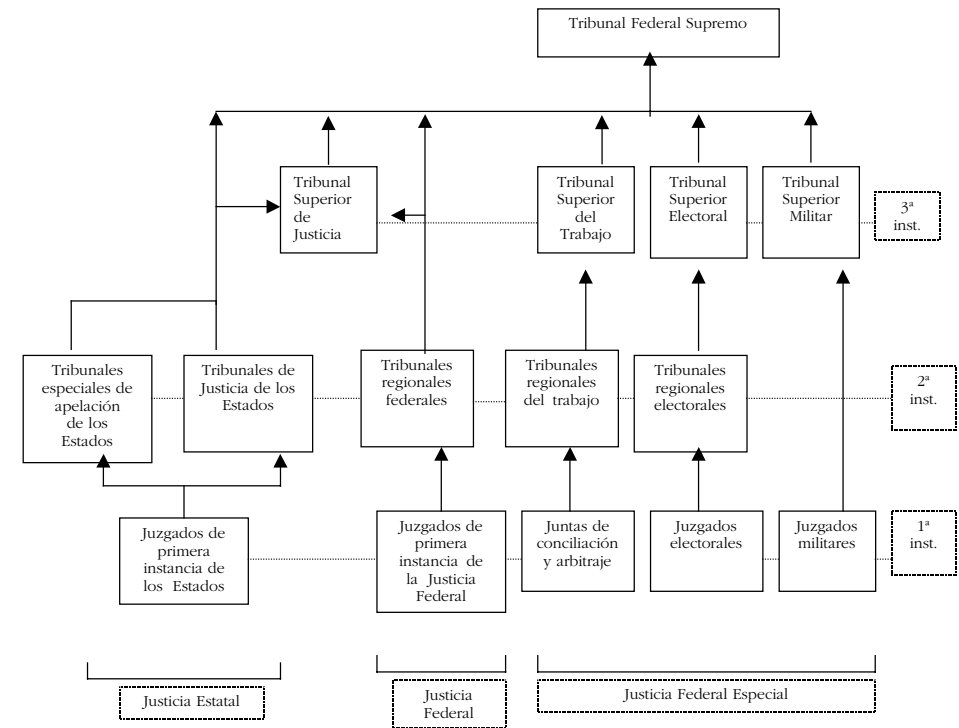 Tribunal Federal Supremo
Tribunal
Superior
de
Justicia
Tribunal
Superior
del
Trabajo
Tribunal
Superior
Electoral
Tribunal
Superior
Militar
3ª
inst.
Tribunales
especiales de
apelación
de los
Estados
Tribunales de
Justicia de los
Estados
Tribunales
regionales
federales
Tribunales
regionales
del trabajo
Tribunales
regionales
electorales
2ª
inst.
Juzgados de
primera
instancia de
los Estados
Juzgados de
primera
instancia de
la Justicia
Federal
Juntas de
conciliación
y arbitraje
Juzgados
electorales
Juzgados
militares
1ª
inst.
Justicia Estatal
Justicia
Federal
Justicia Federal Especial